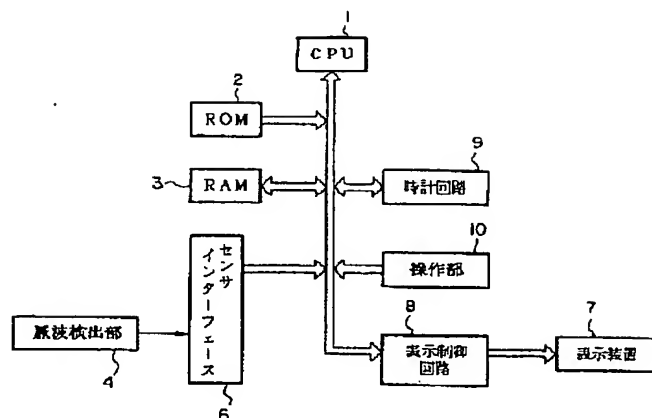 1
CPU
2
ROM
3
RAM
9
時計回路
センサ
インターフェース
10
操作部
脈波検出部
4
6
8
表示制御
回路
7
表示装置